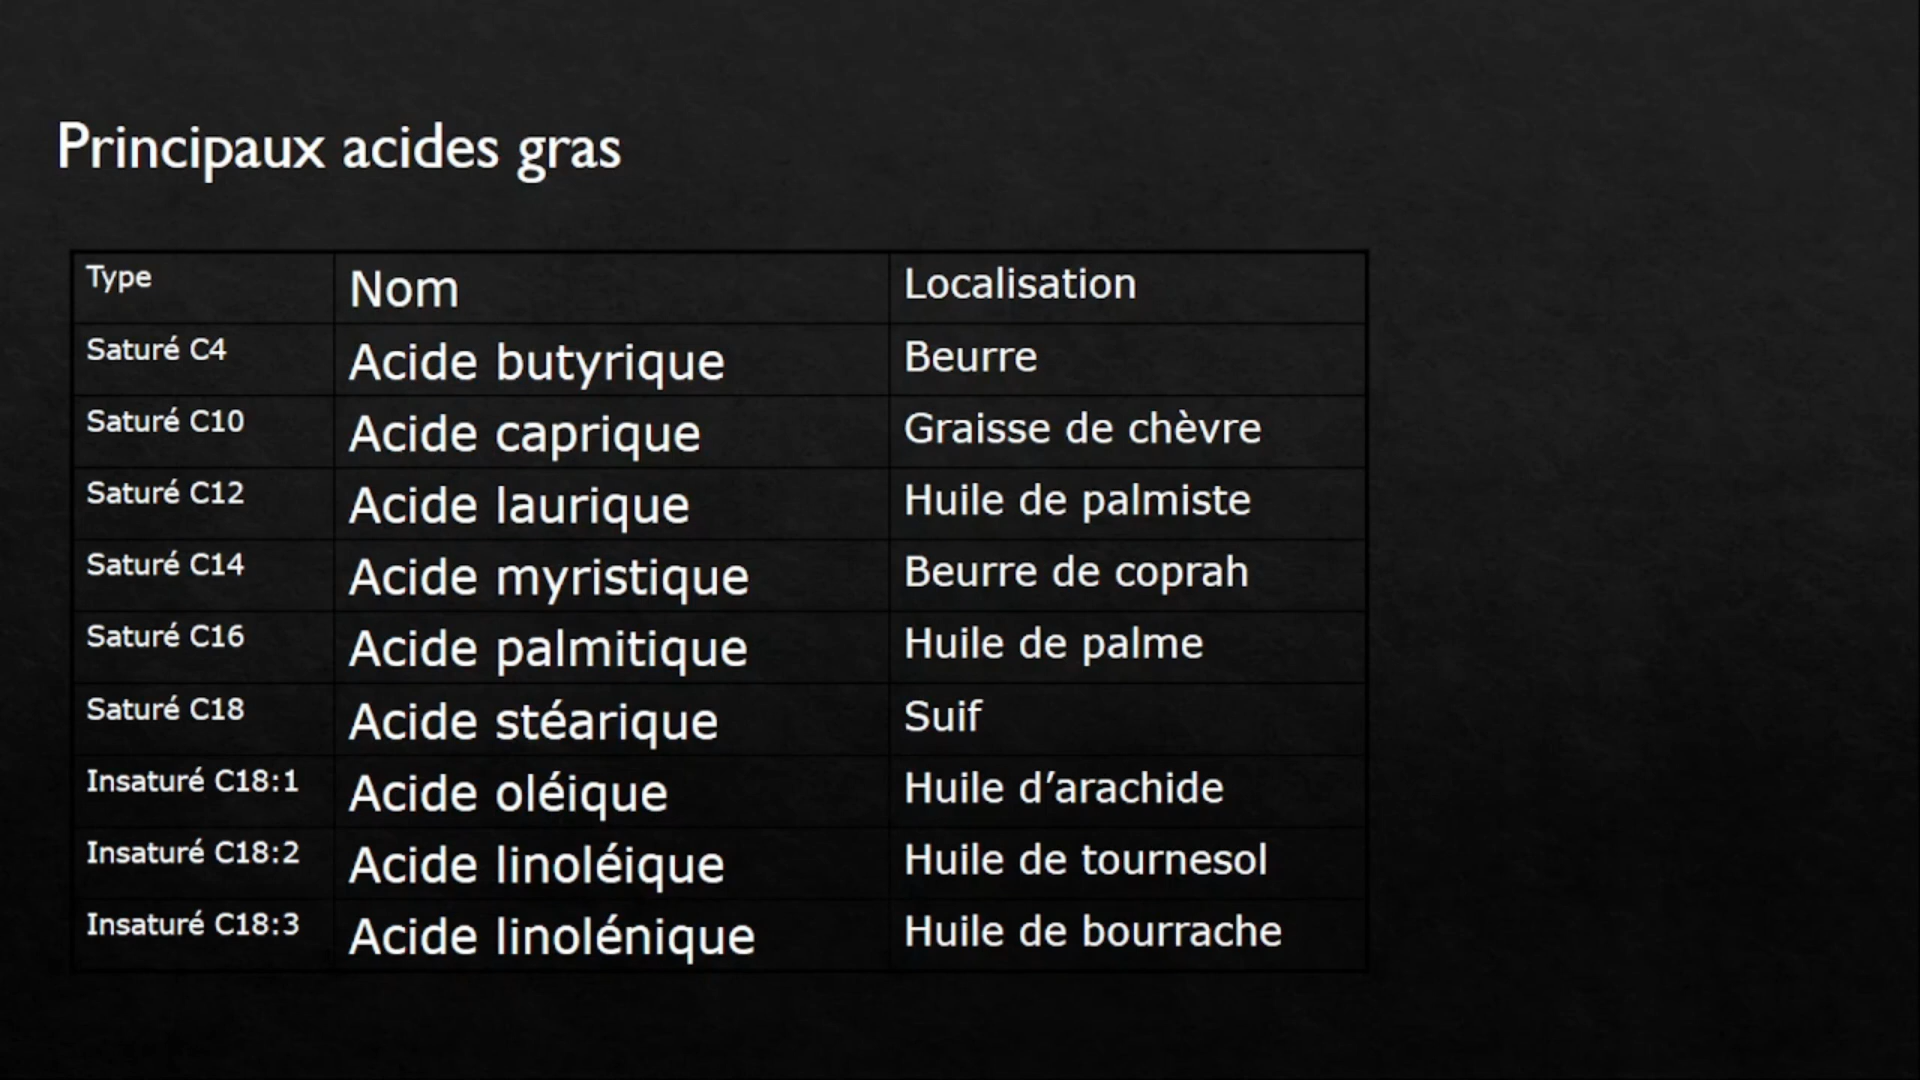 Principaux acides gras
Type Nom Localisation
Saturé C4 Acide butyrique Beurre
Saturé C10 Acide caprique Graisse de chèvre
Saturé C12 Acide laurique Huile de palmiste
Saturé C14 Acide myristique Beurre de coprah
Saturé C16 Acide palmitique Huile de palme
Saturé C18 Acide stéarique Suif
Insaturé C18:1 Acide oléique Huile d’arachide
Insaturé C18:2 Acide linoléique Huile de tournesol
Insaturé C18:3 Acide linolénique Huile de bourrache